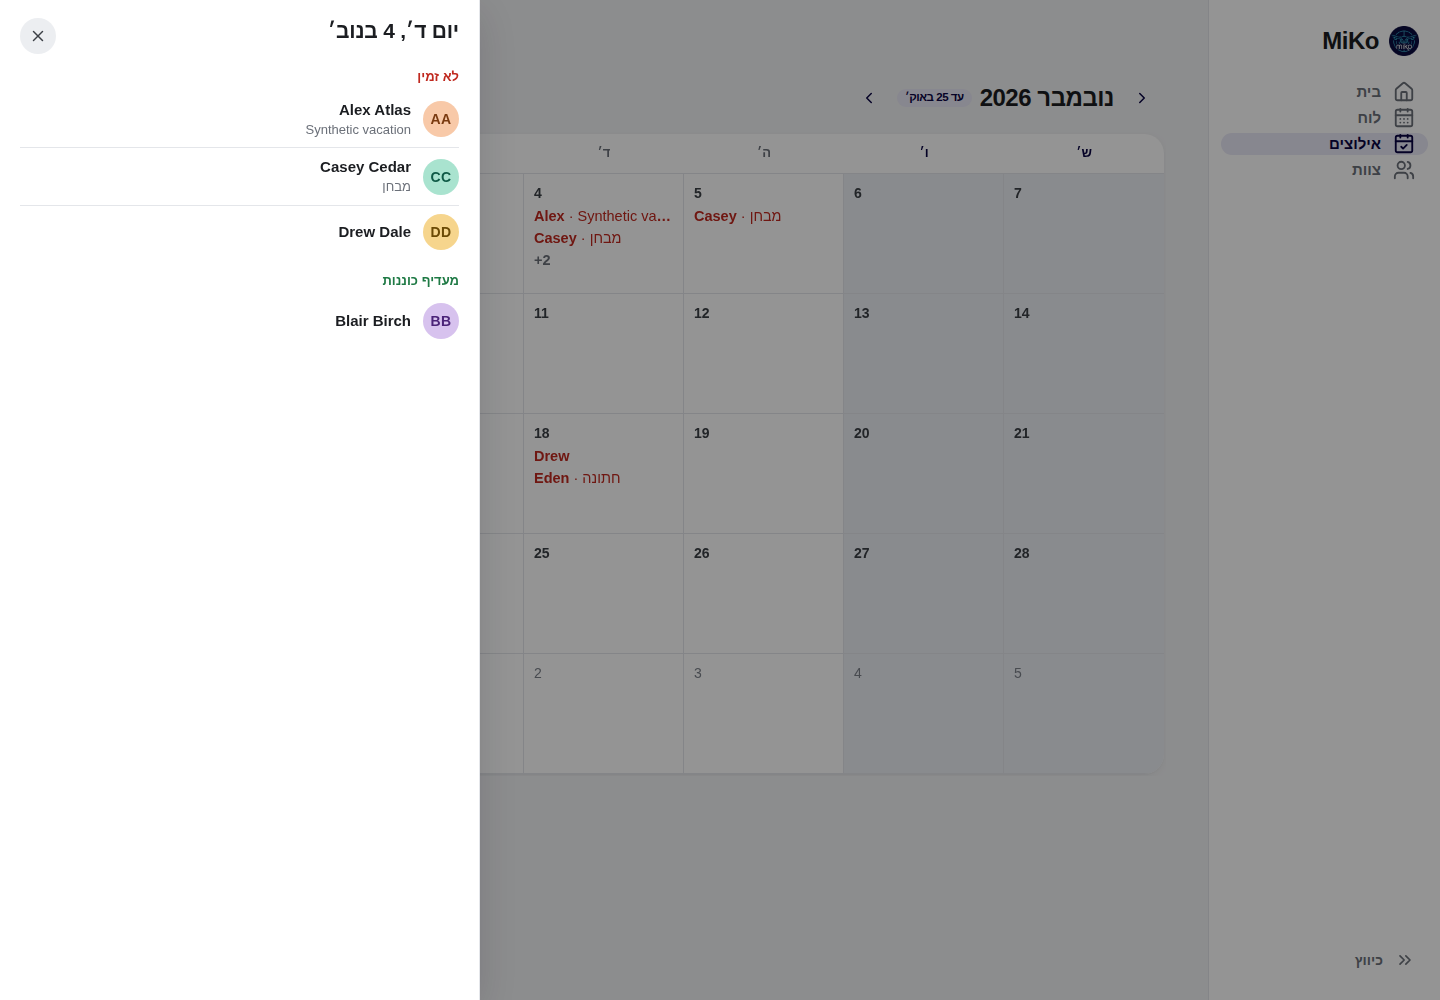 יום ד׳, 4 בנוב׳
לא זמין
AA
Alex Atlas
Synthetic vacation
CC
Casey Cedar
מבחן
DD
Drew Dale
מעדיף כוננות
BB
Blair Birch
MiKo
בית
לוח
אילוצים
צוות
כיווץ
נובמבר 2026
עד 25 באוק׳
ש׳
ו׳
ה׳
ד׳
4
Alex · Synthetic va…
Casey · מבחן
+2
5
Casey · מבחן
6
7
11
12
13
14
18
Drew
Eden · חתונה
19
20
21
25
26
27
28
2
3
4
5